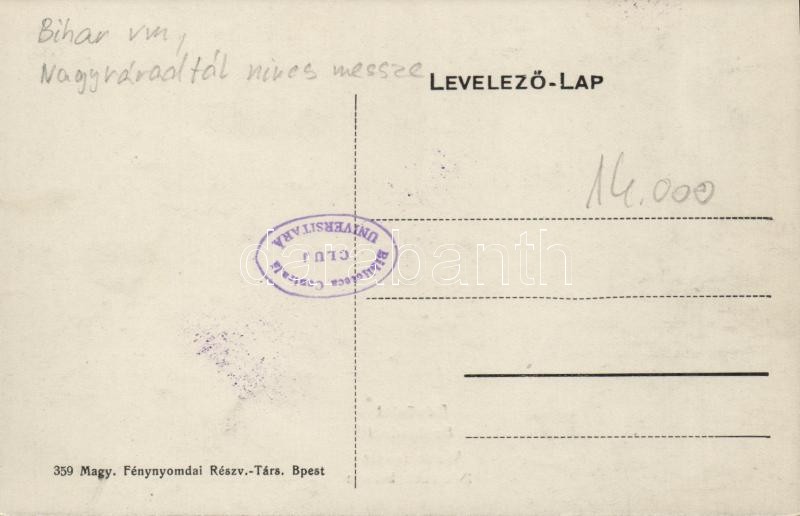 Bihar vm,
Nagyváradtól nincs messze
LEVELEZŐ-LAP
14.000
Biblioteca Centrală
UNIVERSITARĂ
CLUJ
darabanth
359 Magy. Fénynyomdai Részv.-Társ. Bpest